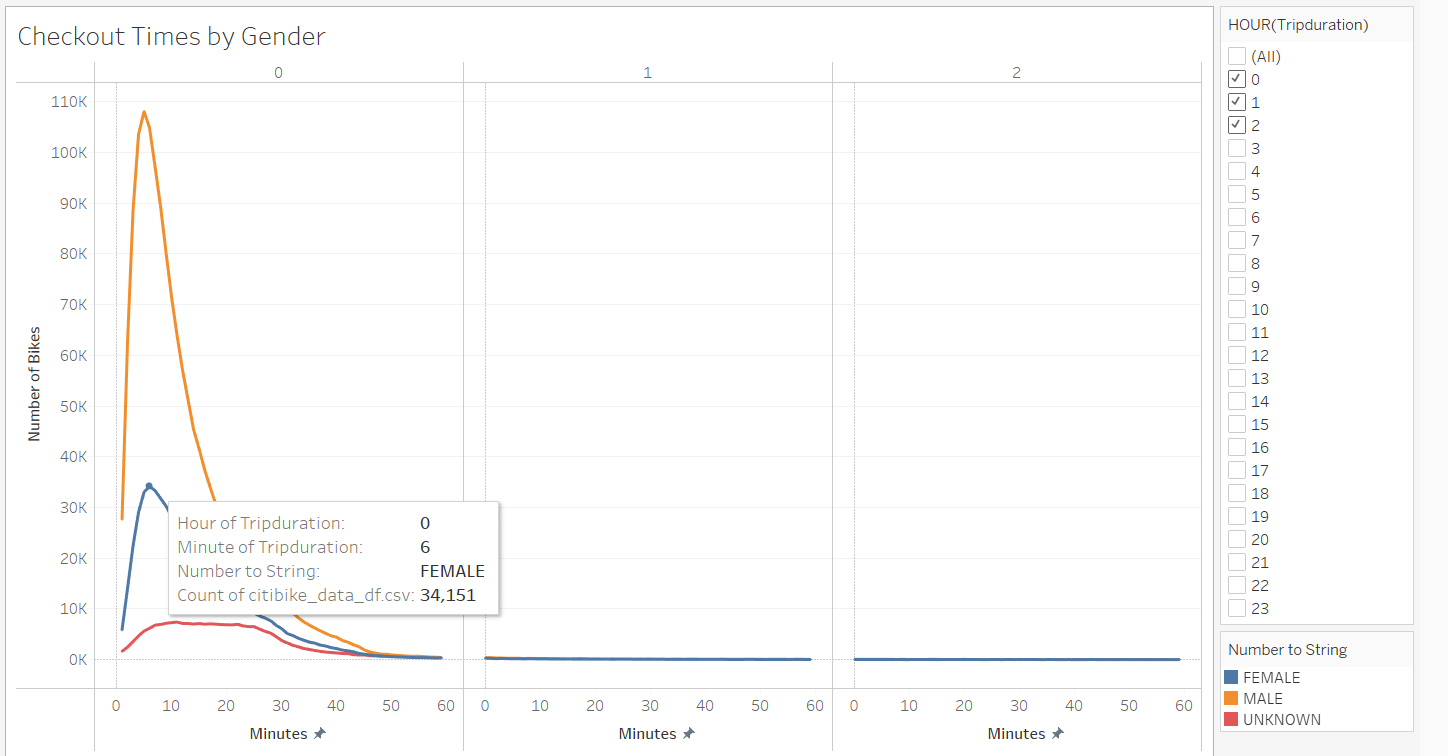 Checkout Times by Gender
0 1 2
110K
100K
90K
80K
70K
60K
50K
40K
30K
20K
10K
0K
Number of Bikes
Hour of Tripduration: 0
Minute of Tripduration: 6
Number to String: FEMALE
Count of citibike_data_df.csv: 34,151
0 10 20 30 40 50 60 0 10 20 30 40 50 60 0 10 20 30 40 50 60
Minutes Minutes Minutes
HOUR(Tripduration)
(All)
0
1
2
3
4
5
6
7
8
9
10
11
12
13
14
15
16
17
18
19
20
21
22
23
Number to String
FEMALE
MALE
UNKNOWN